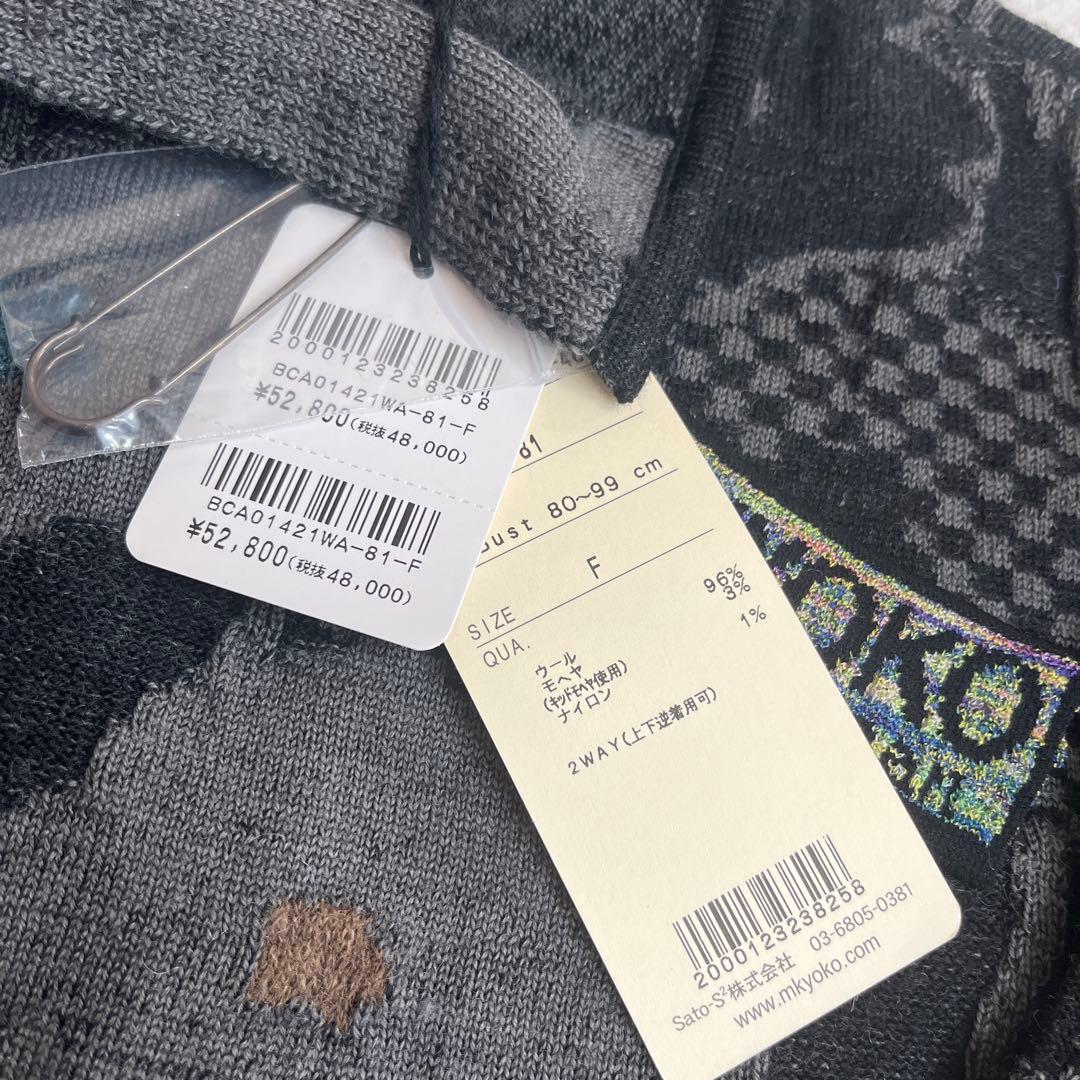 2000123238258
BCA01421WA-81-F
¥52,800(税抜48,000)
BCA01421WA-81-F
¥52,800(税抜48,000)
81
Bust 80~99 cm
SIZE F
QUA.
ウール 96%
モヘヤ 3%
(キッドモヘヤ使用)
ナイロン 1%
2WAY(上下逆着用可)
2000123238258
Sato-S²株式会社 03-6805-0381
www.mkyoko.com
YOKO